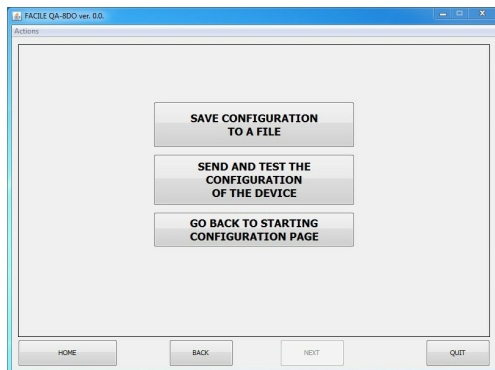 FACILE QA-8DO ver. 0.0.
Actions
SAVE CONFIGURATION
TO A FILE
SEND AND TEST THE
CONFIGURATION
OF THE DEVICE
GO BACK TO STARTING
CONFIGURATION PAGE
HOME
BACK
NEXT
QUIT